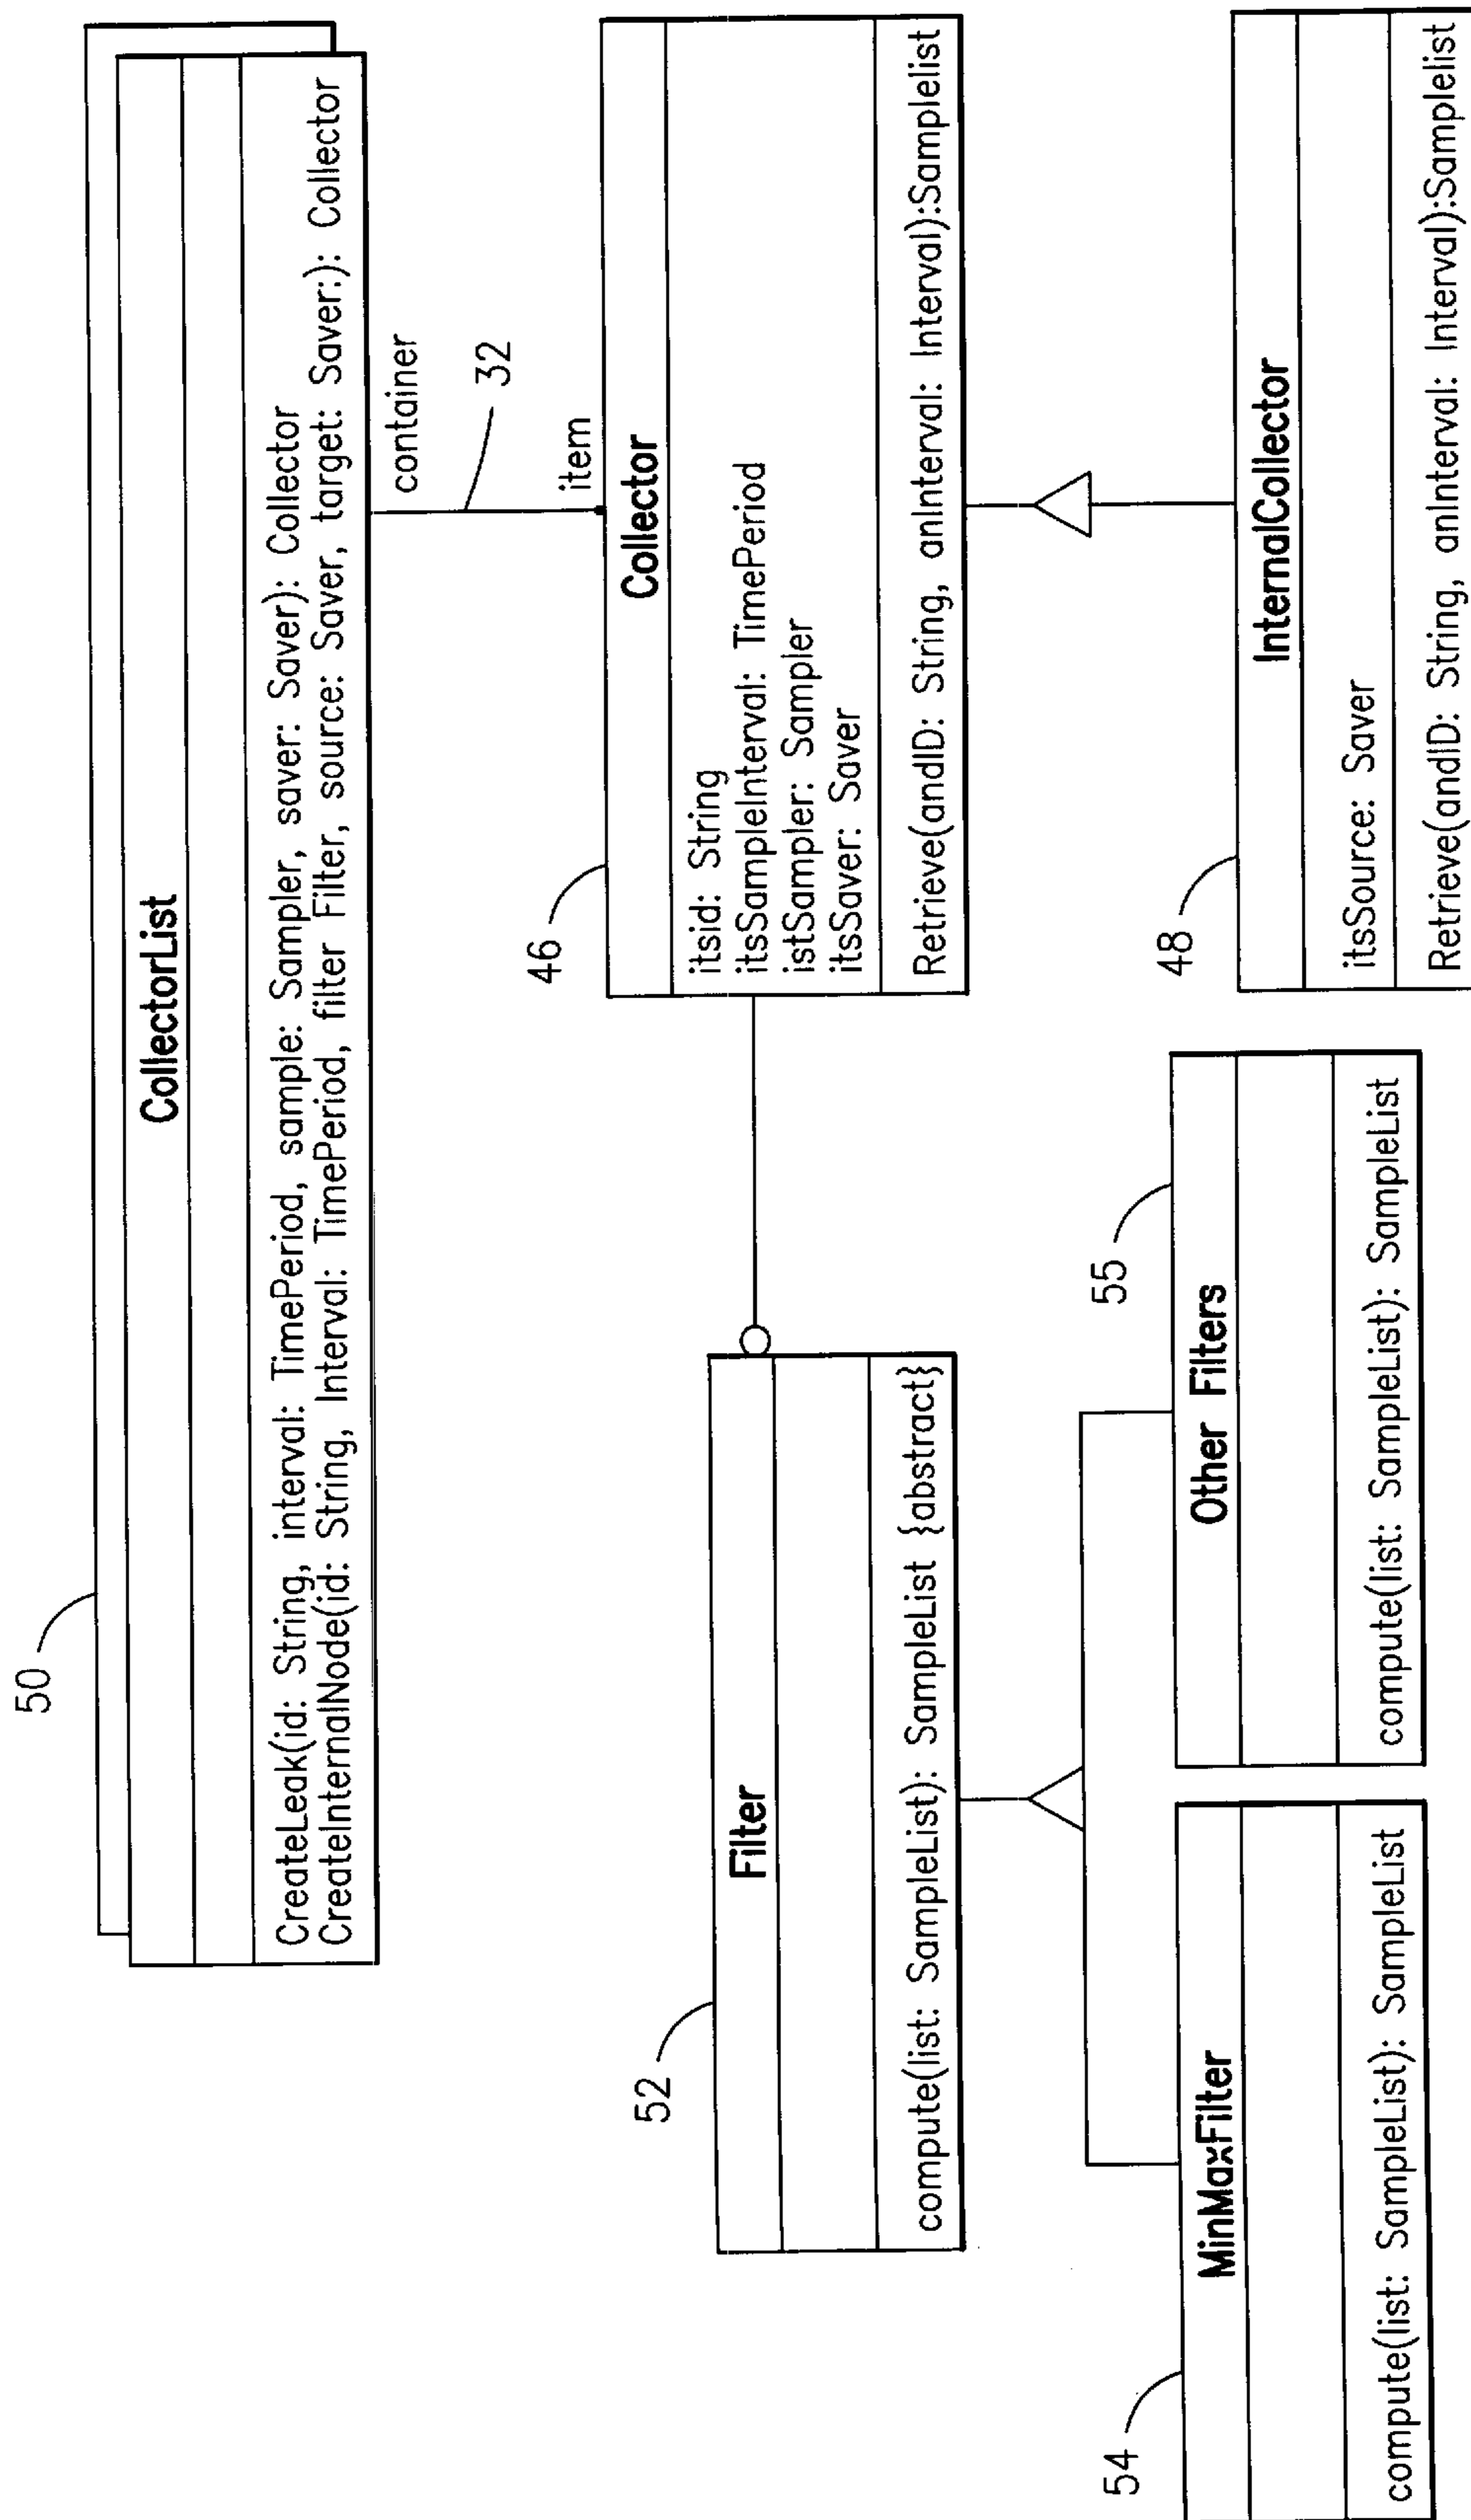 50
CollectorList
CreateLeak(id: String, interval: TimePeriod, sample: Sampler, saver: Saver): Collector
CreateInternalNode(id: String, Interval: TimePeriod, filter Filter, source: Saver, target: Saver:): Collector
container
32
item
46
Collector
itsid: String
itsSampleInterval: TimePeriod
istSampler: Sampler
itsSaver: Saver
Retrieve(andID: String, anInterval: Interval):Samplelist
52
Filter
compute(list: SampleList): SampleList {abstract}
54
MinMaxFilter
compute(list: SampleList): SampleList
55
Other Filters
compute(list: SampleList): SampleList
48
InternalCollector
itsSource: Saver
Retrieve(andID: String, anInterval: Interval):Samplelist